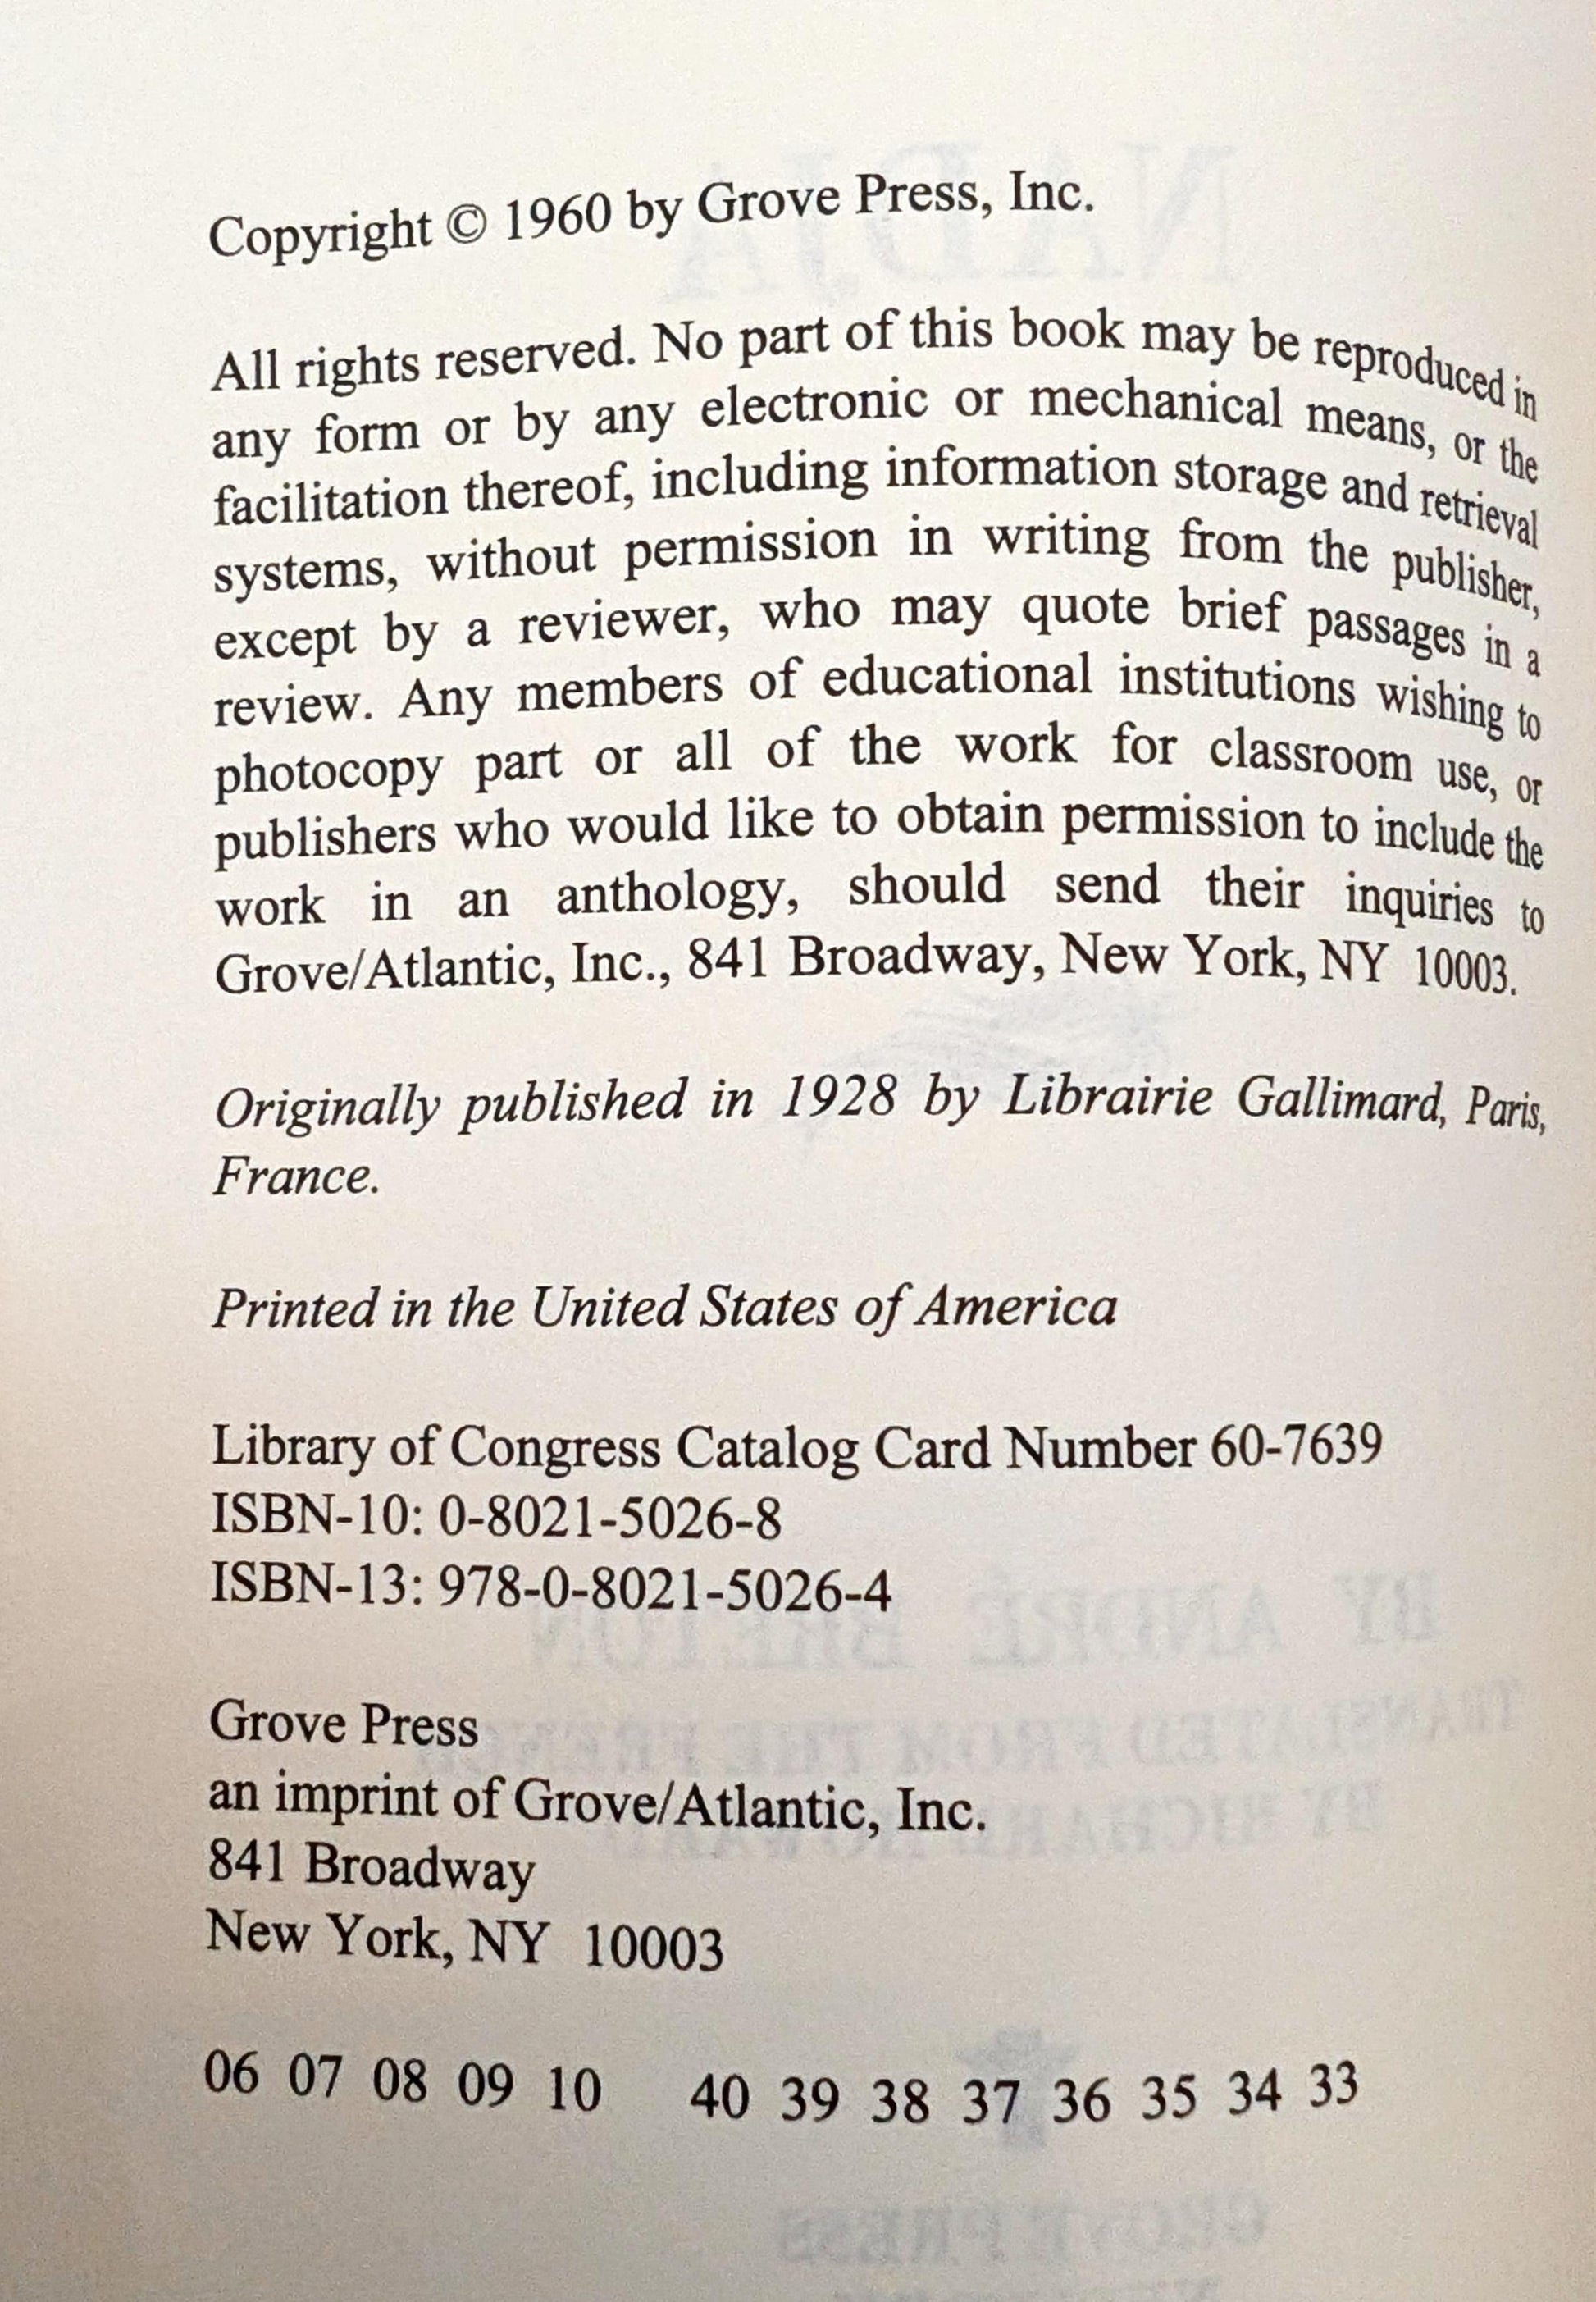 Copyright © 1960 by Grove Press, Inc.
All rights reserved. No part of this book may be reproduced in
any form or by any electronic or mechanical means, or the
facilitation thereof, including information storage and retrieval
systems, without permission in writing from the publisher,
except by a reviewer, who may quote brief passages in a
review. Any members of educational institutions wishing to
photocopy part or all of the work for classroom use, or
publishers who would like to obtain permission to include the
work in an anthology, should send their inquiries to
Grove/Atlantic, Inc., 841 Broadway, New York, NY 10003.
Originally published in 1928 by Librairie Gallimard, Paris,
France.
Printed in the United States of America
Library of Congress Catalog Card Number 60-7639
ISBN-10: 0-8021-5026-8
ISBN-13: 978-0-8021-5026-4
Grove Press
an imprint of Grove/Atlantic, Inc.
841 Broadway
New York, NY 10003
06 07 08 09 10 40 39 38 37 36 35 34 33